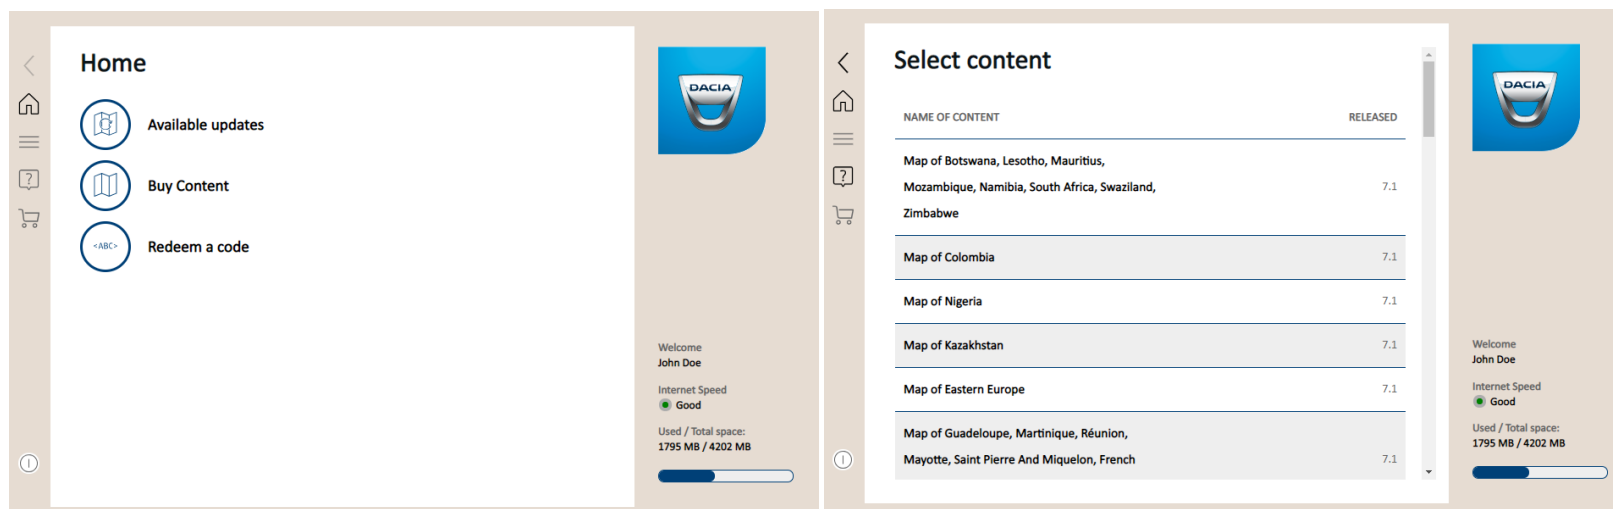 Home
Available updates
Buy Content
<ABC>
Redeem a code
DACIA
Welcome
John Doe
Internet Speed
Good
Used / Total space:
1795 MB / 4202 MB
Select content
NAME OF CONTENT RELEASED
Map of Botswana, Lesotho, Mauritius,
Mozambique, Namibia, South Africa, Swaziland, 7.1
Zimbabwe
Map of Colombia 7.1
Map of Nigeria 7.1
Map of Kazakhstan 7.1
Map of Eastern Europe 7.1
Map of Guadeloupe, Martinique, Réunion,
Mayotte, Saint Pierre And Miquelon, French 7.1
DACIA
Welcome
John Doe
Internet Speed
Good
Used / Total space:
1795 MB / 4202 MB